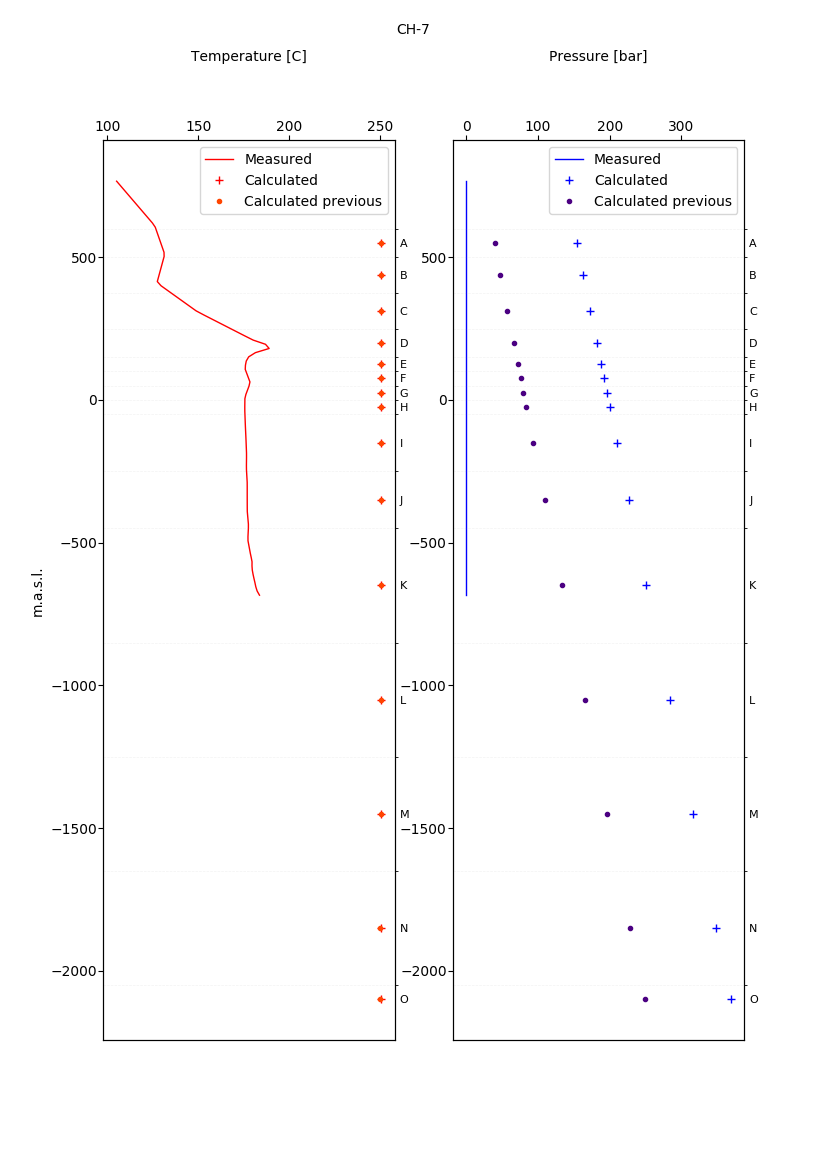 CH-7
Temperature [C] Pressure [bar]
100 150 200 250 0 100 200 300
Measured Measured
Calculated Calculated
Calculated previous Calculated previous
A A
500 500
B B
C C
D D
E E
F F
G G
0 0
H H
I I
J J
−500 −500
K K
m.a.s.l.
−1000 −1000
L L
M M
−1500 −1500
N N
−2000 −2000
O O